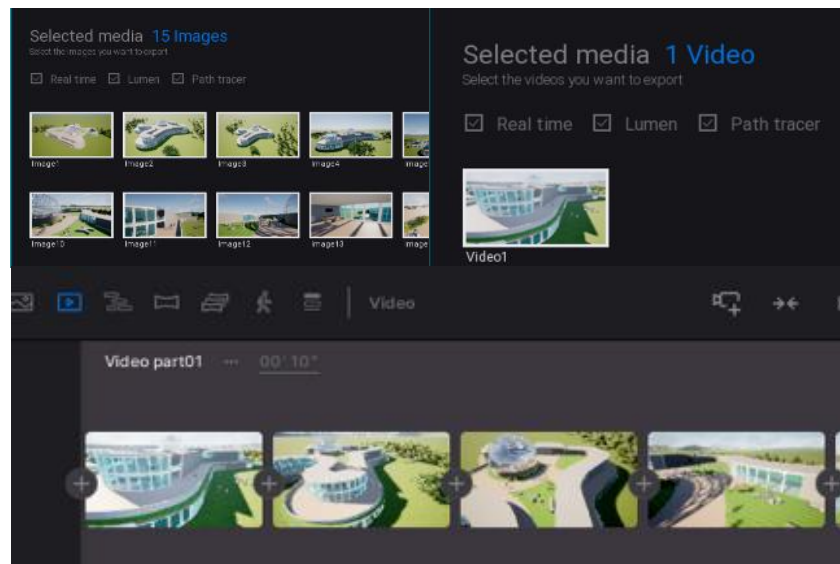 Selected media 15 Images
Select the images you want to export
Real time Lumen Path tracer
Image1 Image2 Image3 Image4 Image
Image10 Image11 Image12 Image13 Image
Selected media 1 Video
Select the videos you want to export
Real time Lumen Path tracer
Video1
Video
Video part01 ... 00' 10"